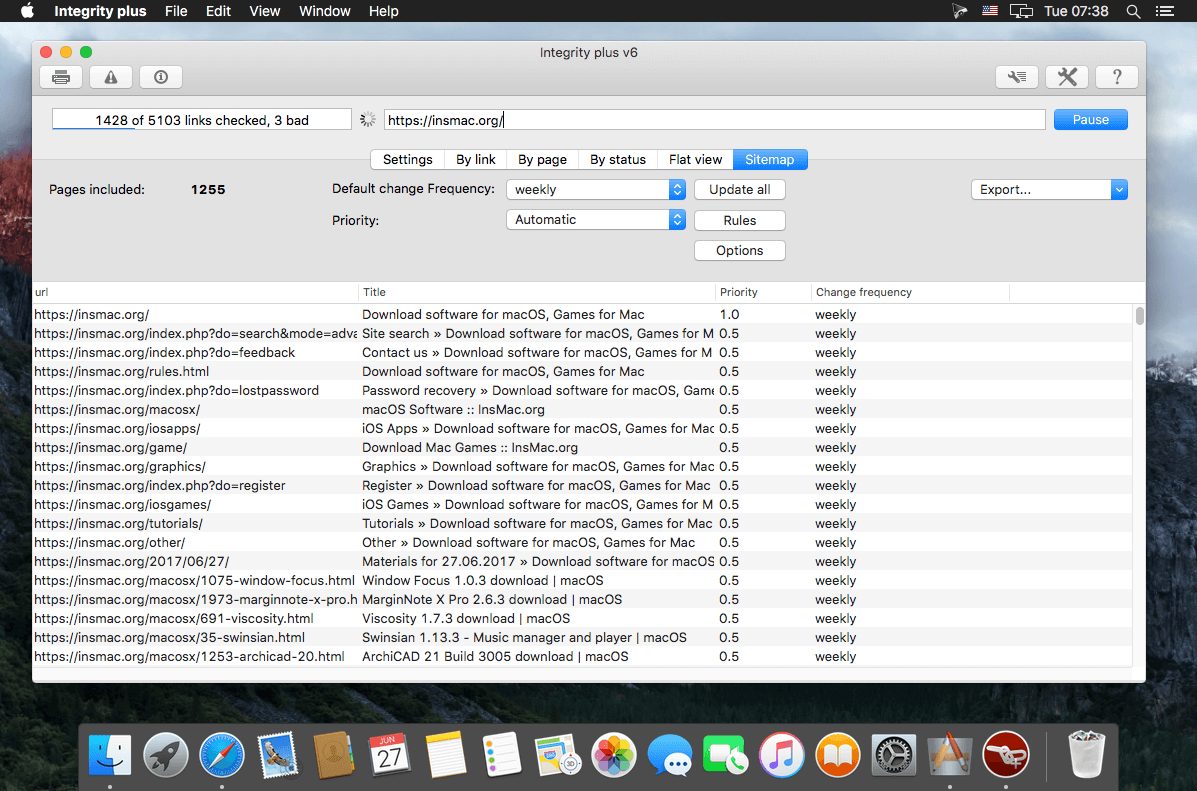 Integrity plus File Edit View Window Help Tue 07:38
Integrity plus v6
?
1428 of 5103 links checked, 3 bad https://insmac.org/ Pause
Settings By link By page By status Flat view Sitemap
Pages included: 1255 Default change Frequency: weekly Update all Export...
Priority: Automatic Rules
Options
url Title Priority Change frequency
https://insmac.org/ Download software for macOS, Games for Mac 1.0 weekly
https://insmac.org/index.php?do=search&mode=adva Site search » Download software for macOS, Games for M 0.5 weekly
https://insmac.org/index.php?do=feedback Contact us » Download software for macOS, Games for M 0.5 weekly
https://insmac.org/rules.html Download software for macOS, Games for Mac 0.5 weekly
https://insmac.org/index.php?do=lostpassword Password recovery » Download software for macOS, Game 0.5 weekly
https://insmac.org/macosx/ macOS Software :: InsMac.org 0.5 weekly
https://insmac.org/iosapps/ iOS Apps » Download software for macOS, Games for Mac 0.5 weekly
https://insmac.org/game/ Download Mac Games :: InsMac.org 0.5 weekly
https://insmac.org/graphics/ Graphics » Download software for macOS, Games for Mac 0.5 weekly
https://insmac.org/index.php?do=register Register » Download software for macOS, Games for Mac 0.5 weekly
https://insmac.org/iosgames/ iOS Games » Download software for macOS, Games for M 0.5 weekly
https://insmac.org/tutorials/ Tutorials » Download software for macOS, Games for Mac 0.5 weekly
https://insmac.org/other/ Other » Download software for macOS, Games for Mac 0.5 weekly
https://insmac.org/2017/06/27/ Materials for 27.06.2017 » Download software for macOS 0.5 weekly
https://insmac.org/macosx/1075-window-focus.html Window Focus 1.0.3 download | macOS 0.5 weekly
https://insmac.org/macosx/1973-marginnote-x-pro.h MarginNote X Pro 2.6.3 download | macOS 0.5 weekly
https://insmac.org/macosx/691-viscosity.html Viscosity 1.7.3 download | macOS 0.5 weekly
https://insmac.org/macosx/35-swinsian.html Swinsian 1.13.3 - Music manager and player | macOS 0.5 weekly
https://insmac.org/macosx/1253-archicad-20.html ArchiCAD 21 Build 3005 download | macOS 0.5 weekly
JUN
27
3D